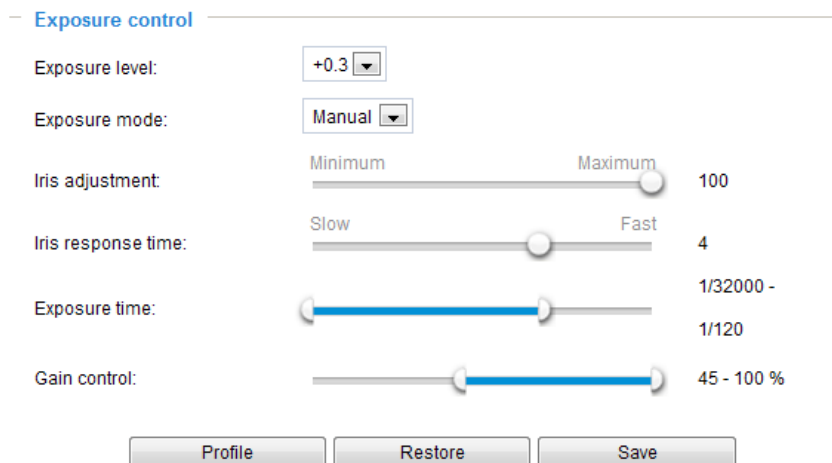 Exposure control
Exposure level:
+0.3
Exposure mode:
Manual
Minimum
Maximum
Iris adjustment:
100
Slow
Fast
Iris response time:
4
Exposure time:
1/32000 -
1/120
Gain control:
45 - 100 %
Profile
Restore
Save